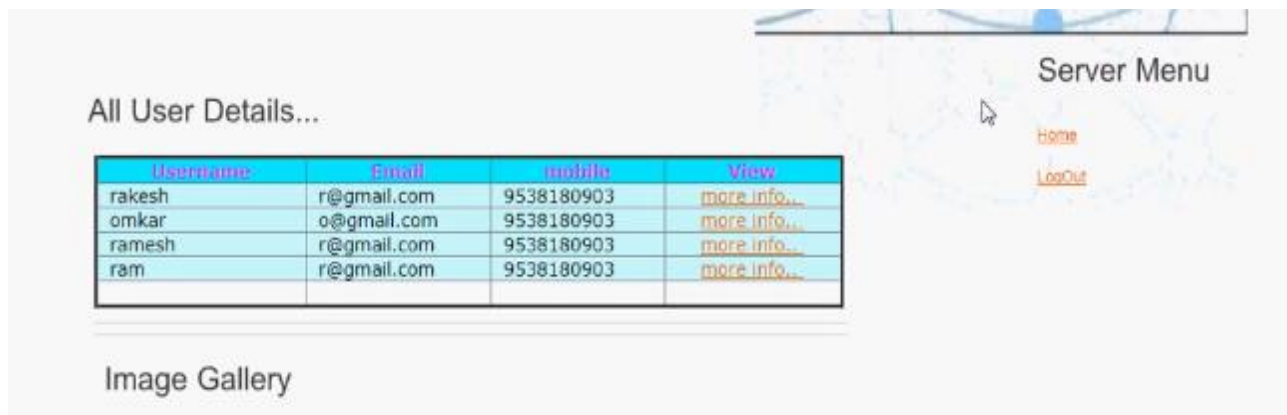 Server Menu
All User Details...
Home
LogOut
Username Email mobile View
rakesh r@gmail.com 9538180903 more info...
omkar o@gmail.com 9538180903 more info...
ramesh r@gmail.com 9538180903 more info...
ram r@gmail.com 9538180903 more info...
Image Gallery